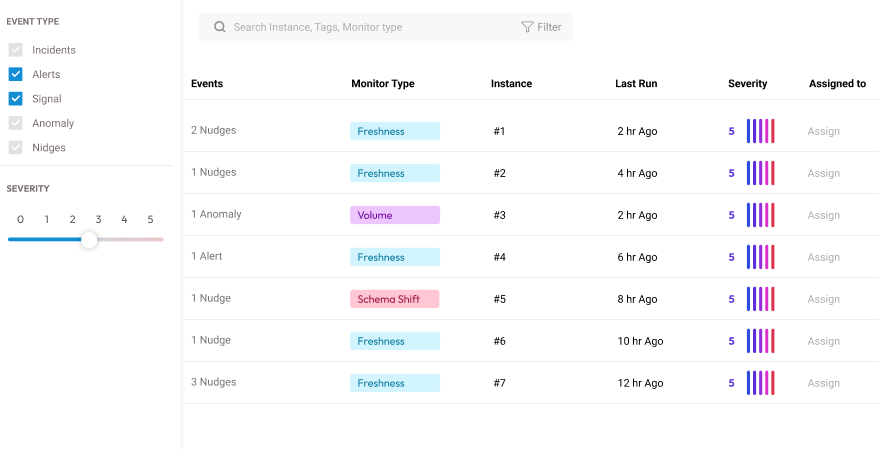 EVENT TYPE
Incidents
Alerts
Signal
Anomaly
Nidges
SEVERITY
0 1 2 3 4 5
Search Instance, Tags, Monitor type Filter
Events Monitor Type Instance Last Run Severity Assigned to
2 Nudges Freshness #1 2 hr Ago 5 Assign
1 Nudges Freshness #2 4 hr Ago 5 Assign
1 Anomaly Volume #3 2 hr Ago 5 Assign
1 Alert Freshness #4 6 hr Ago 5 Assign
1 Nudge Schema Shift #5 8 hr Ago 5 Assign
1 Nudge Freshness #6 10 hr Ago 5 Assign
3 Nudges Freshness #7 12 hr Ago 5 Assign